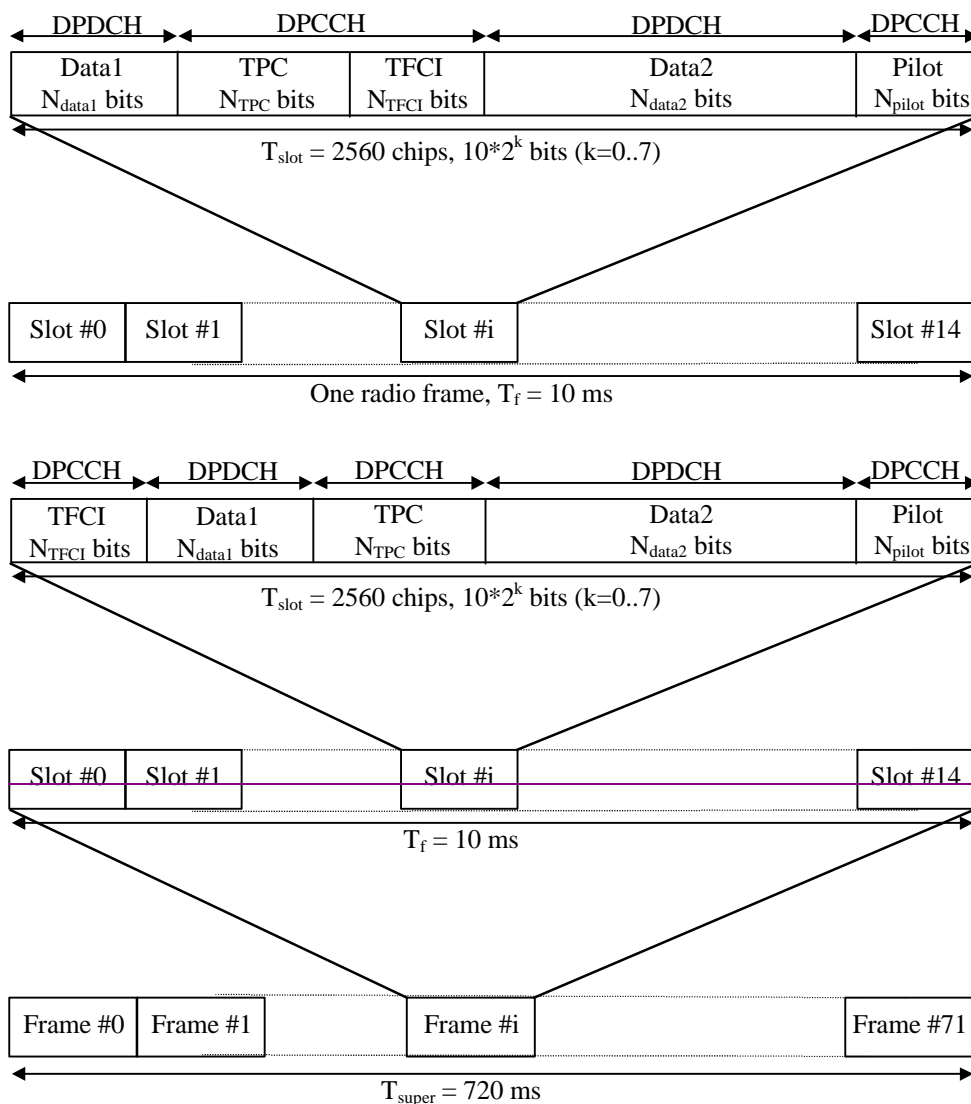 DPDCH DPCCH DPDCH DPCCH
Data1 TPC TFCI Data2 Pilot
N_data1 bits N_TPC bits N_TFCI bits N_data2 bits N_pilot bits
T_slot = 2560 chips, 10*2^k bits (k=0..7)
Slot #0 Slot #1 Slot #i Slot #14
One radio frame, T_f = 10 ms
DPCCH DPDCH DPCCH DPDCH DPCCH
TFCI Data1 TPC Data2 Pilot
N_TFCI bits N_data1 bits N_TPC bits N_data2 bits N_pilot bits
T_slot = 2560 chips, 10*2^k bits (k=0..7)
Slot #0 Slot #1 Slot #i Slot #14
T_f = 10 ms
Frame #0 Frame #1 Frame #i Frame #71
T_super = 720 ms